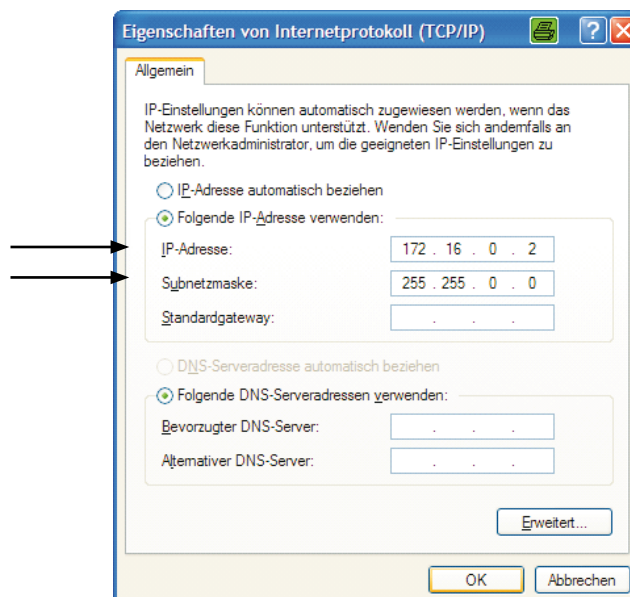 Eigenschaften von Internetprotokoll (TCP/IP)
?
Allgemein
IP-Einstellungen können automatisch zugewiesen werden, wenn das
Netzwerk diese Funktion unterstützt. Wenden Sie sich andernfalls an
den Netzwerkadministrator, um die geeigneten IP-Einstellungen zu
beziehen.
IP-Adresse automatisch beziehen
Folgende IP-Adresse verwenden:
IP-Adresse: 172 . 16 . 0 . 2
Subnetzmaske: 255 . 255 . 0 . 0
Standardgateway: . . .
DNS-Serveradresse automatisch beziehen
Folgende DNS-Serveradressen verwenden:
Bevorzugter DNS-Server: . . .
Alternativer DNS-Server: . . .
Erweitert...
OK Abbrechen